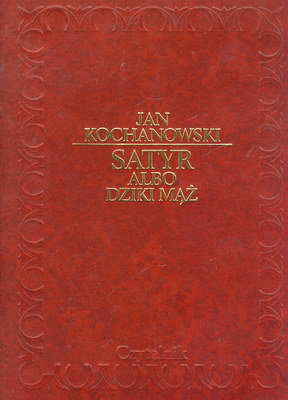 JAN
KOCHANOWSKI
SATYR
ALBO
DZIKI MĄŻ
Czytelnik